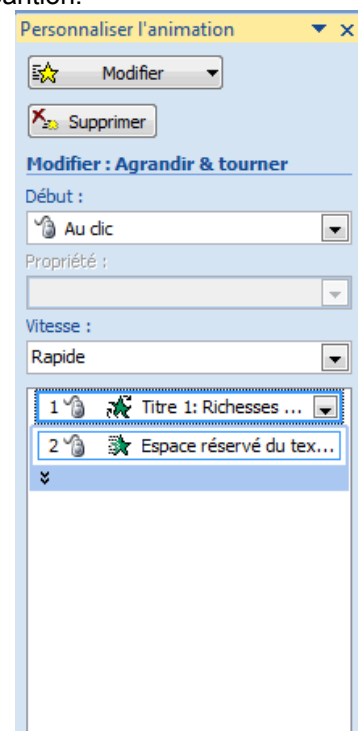 Personnaliser l'animation
Modifier
Supprimer
Modifier : Agrandir & tourner
Début :
Au clic
Propriété :
Vitesse :
Rapide
1 Titre 1: Richesses ...
2 Espace réservé du tex...